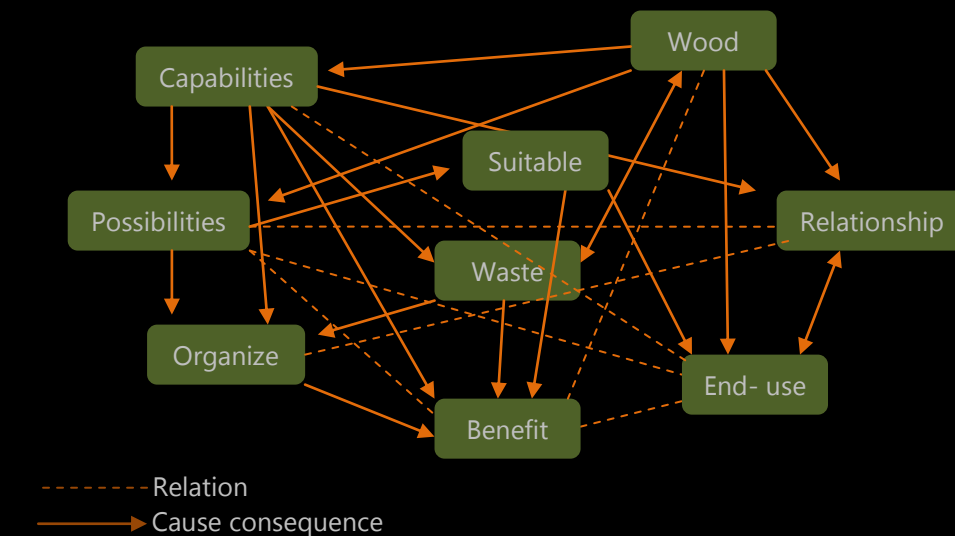 Wood
Capabilities
Suitable
Possibilities
Relationship
Waste
Organize
End- use
Benefit
Relation
Cause consequence